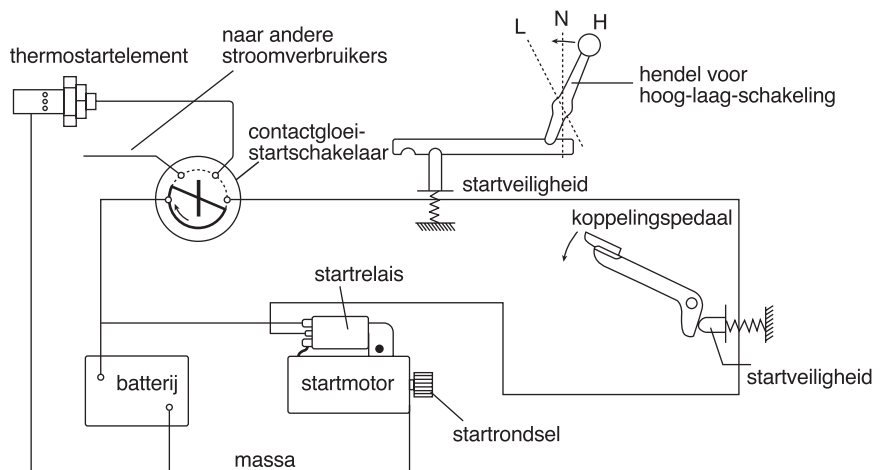 thermostartelement
naar andere
stroomverbruikers
L
N
H
hendel voor
hoog-laag-schakeling
contactgloei-
startschakelaar
startveiligheid
koppelingspedaal
startrelais
batterij
startmotor
startveiligheid
startrondsel
massa